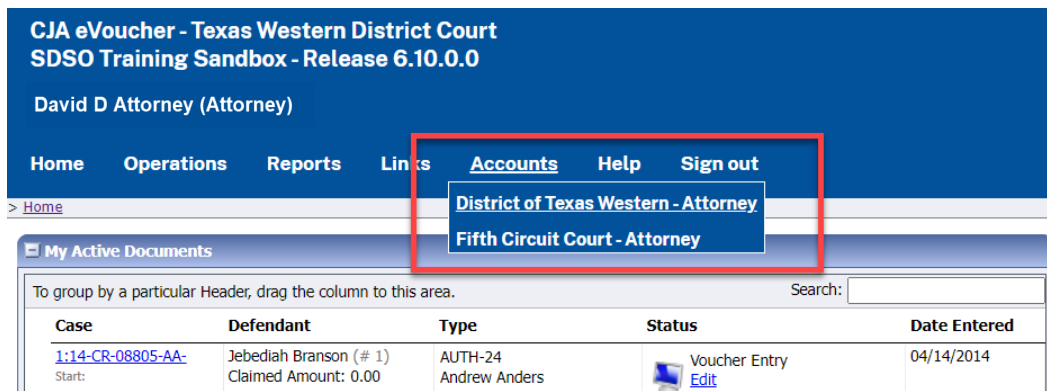 CJA eVoucher - Texas Western District Court
SDSO Training Sandbox - Release 6.10.0.0
David D Attorney (Attorney)
Home Operations Reports Links Accounts Help Sign out
> Home
District of Texas Western - Attorney
Fifth Circuit Court - Attorney
My Active Documents
To group by a particular Header, drag the column to this area. Search:
Case Defendant Type Status Date Entered
1:14-CR-08805-AA- Jebediah Branson (# 1) AUTH-24 Voucher Entry 04/14/2014
Start: Claimed Amount: 0.00 Andrew Anders Edit